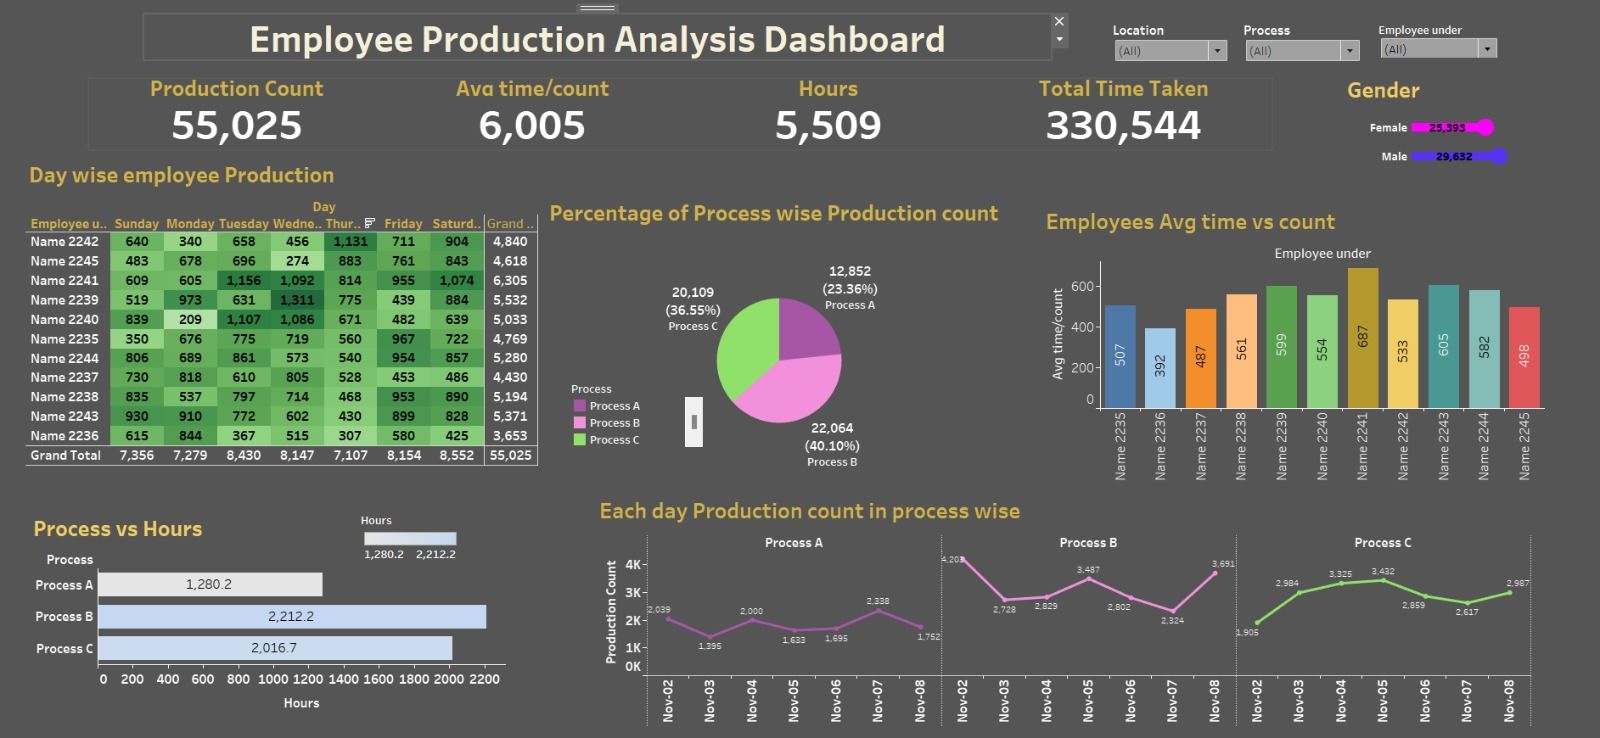 Employee Production Analysis Dashboard
Location
(All)
Process
(All)
Employee under
(All)
Production Count
55,025
Avg time/count
6,005
Hours
5,509
Total Time Taken
330,544
Gender
Female 25,393
Male 29,632
Day wise employee Production
Day
Employee u.. Sunday Monday Tuesday Wedne.. Thur.. Friday Saturd.. Grand ..
Name 2242 640 340 658 456 1,131 711 904 4,840
Name 2245 483 678 696 274 883 761 843 4,618
Name 2241 609 605 1,156 1,092 814 955 1,074 6,305
Name 2239 519 973 631 1,311 775 439 884 5,532
Name 2240 839 209 1,107 1,086 671 482 639 5,033
Name 2235 350 676 775 719 560 967 722 4,769
Name 2244 806 689 861 573 540 954 857 5,280
Name 2237 730 818 610 805 528 453 486 4,430
Name 2238 835 537 797 714 468 953 890 5,194
Name 2243 930 910 772 602 430 899 828 5,371
Name 2236 615 844 367 515 307 580 425 3,653
Grand Total 7,356 7,279 8,430 8,147 7,107 8,154 8,552 55,025
Percentage of Process wise Production count
12,852
(23.36%)
Process A
20,109
(36.55%)
Process C
22,064
(40.10%)
Process B
Process
Process A
Process B
Process C
Employees Avg time vs count
Employee under
Avg time/count
600
400
200
0
507
392
487
561
599
554
687
533
605
582
498
Name 2235
Name 2236
Name 2237
Name 2238
Name 2239
Name 2240
Name 2241
Name 2242
Name 2243
Name 2244
Name 2245
Process vs Hours
Hours
1,280.2 2,212.2
Process
Process A 1,280.2
Process B 2,212.2
Process C 2,016.7
0 200 400 600 800 1000 1200 1400 1600 1800 2000 2200
Hours
Each day Production count in process wise
Process A
Process B
Process C
Production Count
4K
3K
2K
1K
0K
2,039
1,395
2,000
1,633
1,695
2,338
1,752
4,203
2,728
2,829
3,487
2,802
2,324
3,691
1,905
2,984
3,325
3,432
2,859
2,617
2,987
Nov-02
Nov-03
Nov-04
Nov-05
Nov-06
Nov-07
Nov-08
Nov-02
Nov-03
Nov-04
Nov-05
Nov-06
Nov-07
Nov-08
Nov-02
Nov-03
Nov-04
Nov-05
Nov-06
Nov-07
Nov-08